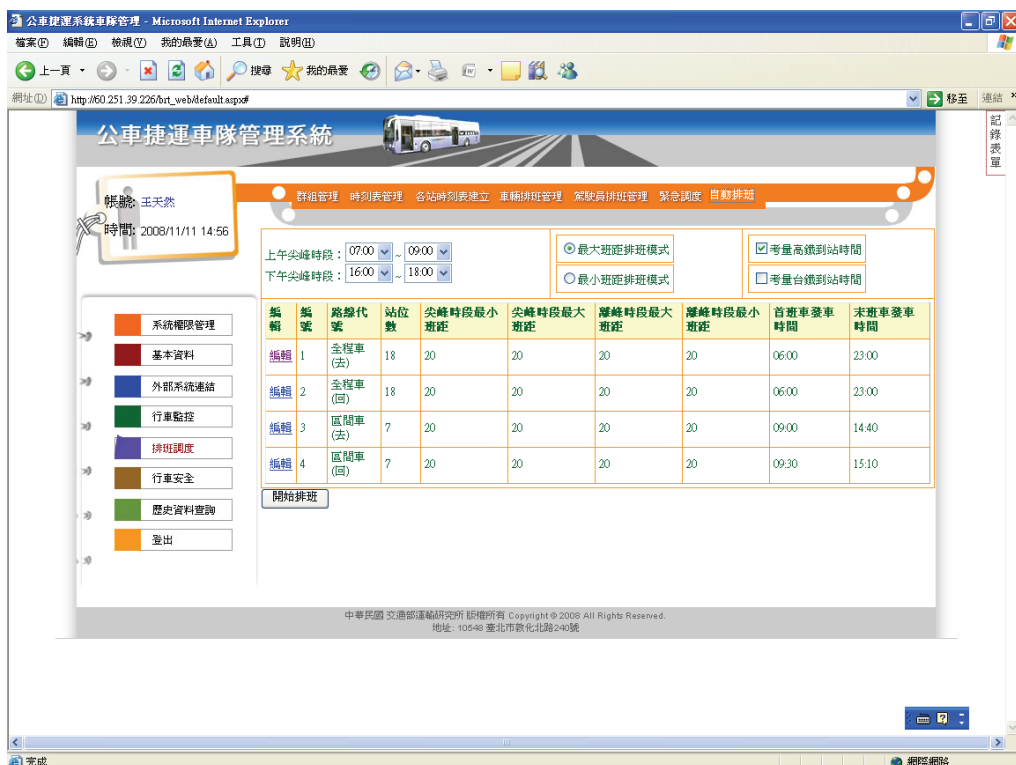 公車捷運系統車隊管理 - Microsoft Internet Explorer
檔案(F) 編輯(E) 檢視(V) 我的最愛(A) 工具(T) 說明(H)
上一頁 搜尋 我的最愛
網址(D) http://60.251.39.226/brt_web/default.aspx# 移至 連結 »
公車捷運車隊管理系統
記錄表單
帳號: 王天然
時間: 2008/11/11 14:56
群組管理 時刻表管理 各站時刻表建立 車輛排班管理 駕駛員排班管理 緊急調度 自動排班
上午尖峰時段： 07:00 ~ 09:00
下午尖峰時段： 16:00 ~ 18:00
最大班距排班模式
最小班距排班模式
考量高鐵到站時間
考量台鐵到站時間
系統權限管理
基本資料
外部系統連結
行車監控
排班調度
行車安全
歷史資料查詢
登出
編輯 編號 路線代號 站位數 尖峰時段最小班距 尖峰時段最大班距 離峰時段最大班距 離峰時段最小班距 首班車發車時間 末班車發車時間
編輯 1 全程車(去) 18 20 20 20 20 06:00 23:00
編輯 2 全程車(回) 18 20 20 20 20 06:00 23:00
編輯 3 區間車(去) 7 20 20 20 20 09:00 14:40
編輯 4 區間車(回) 7 20 20 20 20 09:30 15:10
開始排班
中華民國 交通部運輸研究所 版權所有 Copyright © 2008 All Rights Reserved.
地址: 10548 臺北市敦化北路240號
完成 網際網路